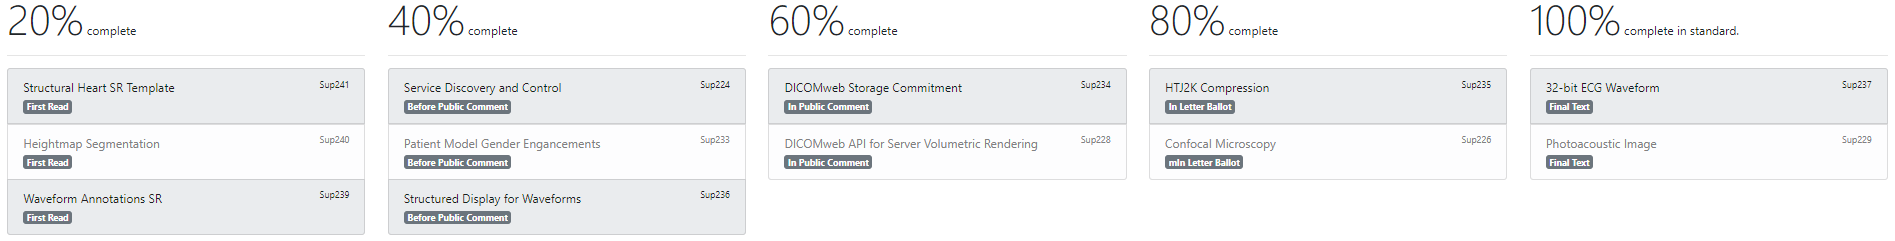 20% complete
Structural Heart SR Template Sup241
First Read
Heightmap Segmentation Sup240
First Read
Waveform Annotations SR Sup239
First Read
40% complete
Service Discovery and Control Sup224
Before Public Comment
Patient Model Gender Engancements Sup233
Before Public Comment
Structured Display for Waveforms Sup236
Before Public Comment
60% complete
DICOMweb Storage Commitment Sup234
In Public Comment
DICOMweb API for Server Volumetric Rendering Sup228
In Public Comment
80% complete
HTJ2K Compression Sup235
In Letter Ballot
Confocal Microscopy Sup226
mIn Letter Ballot
100% complete in standard.
32-bit ECG Waveform Sup237
Final Text
Photoacoustic Image Sup229
Final Text